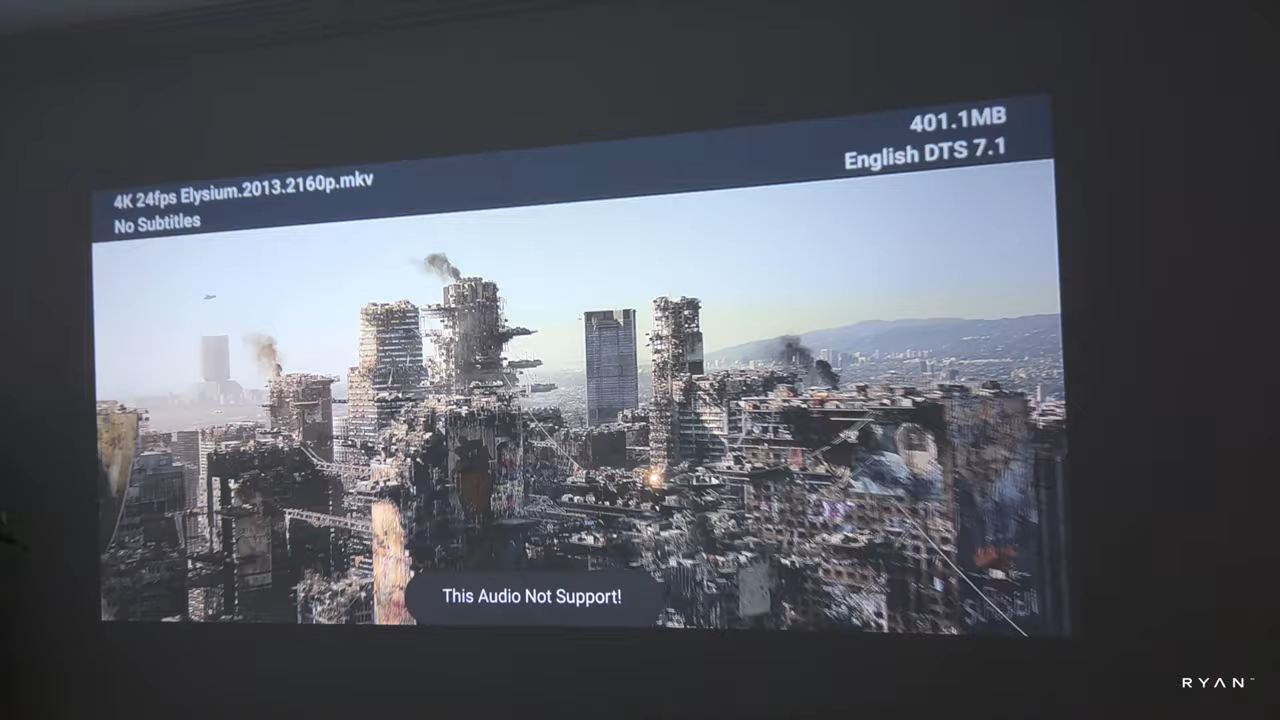 4K 24fps Elysium.2013.2160p.mkv
No Subtitles
401.1MB
English DTS 7.1
This Audio Not Support!
RYAN